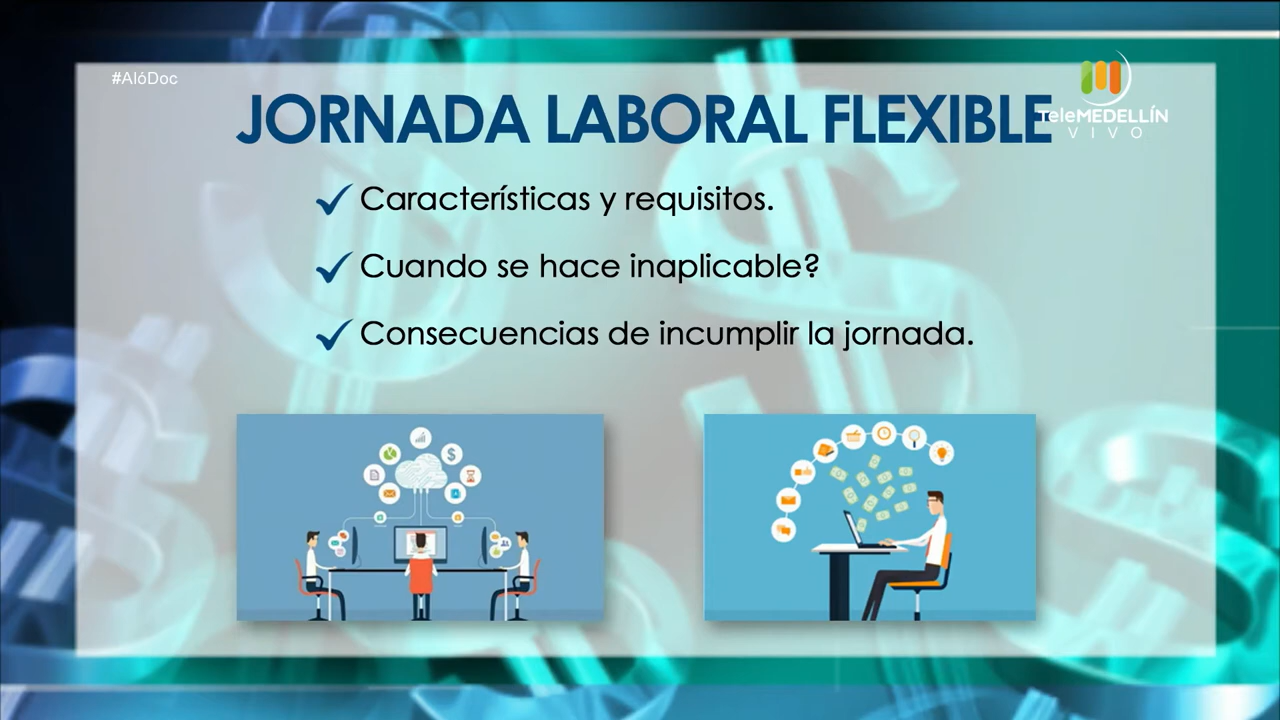 #AlóDoc
JORNADA LABORAL FLEXIBLE
TeleMEDELLÍN
VIVO
Características y requisitos.
Cuando se hace inaplicable?
Consecuencias de incumplir la jornada.